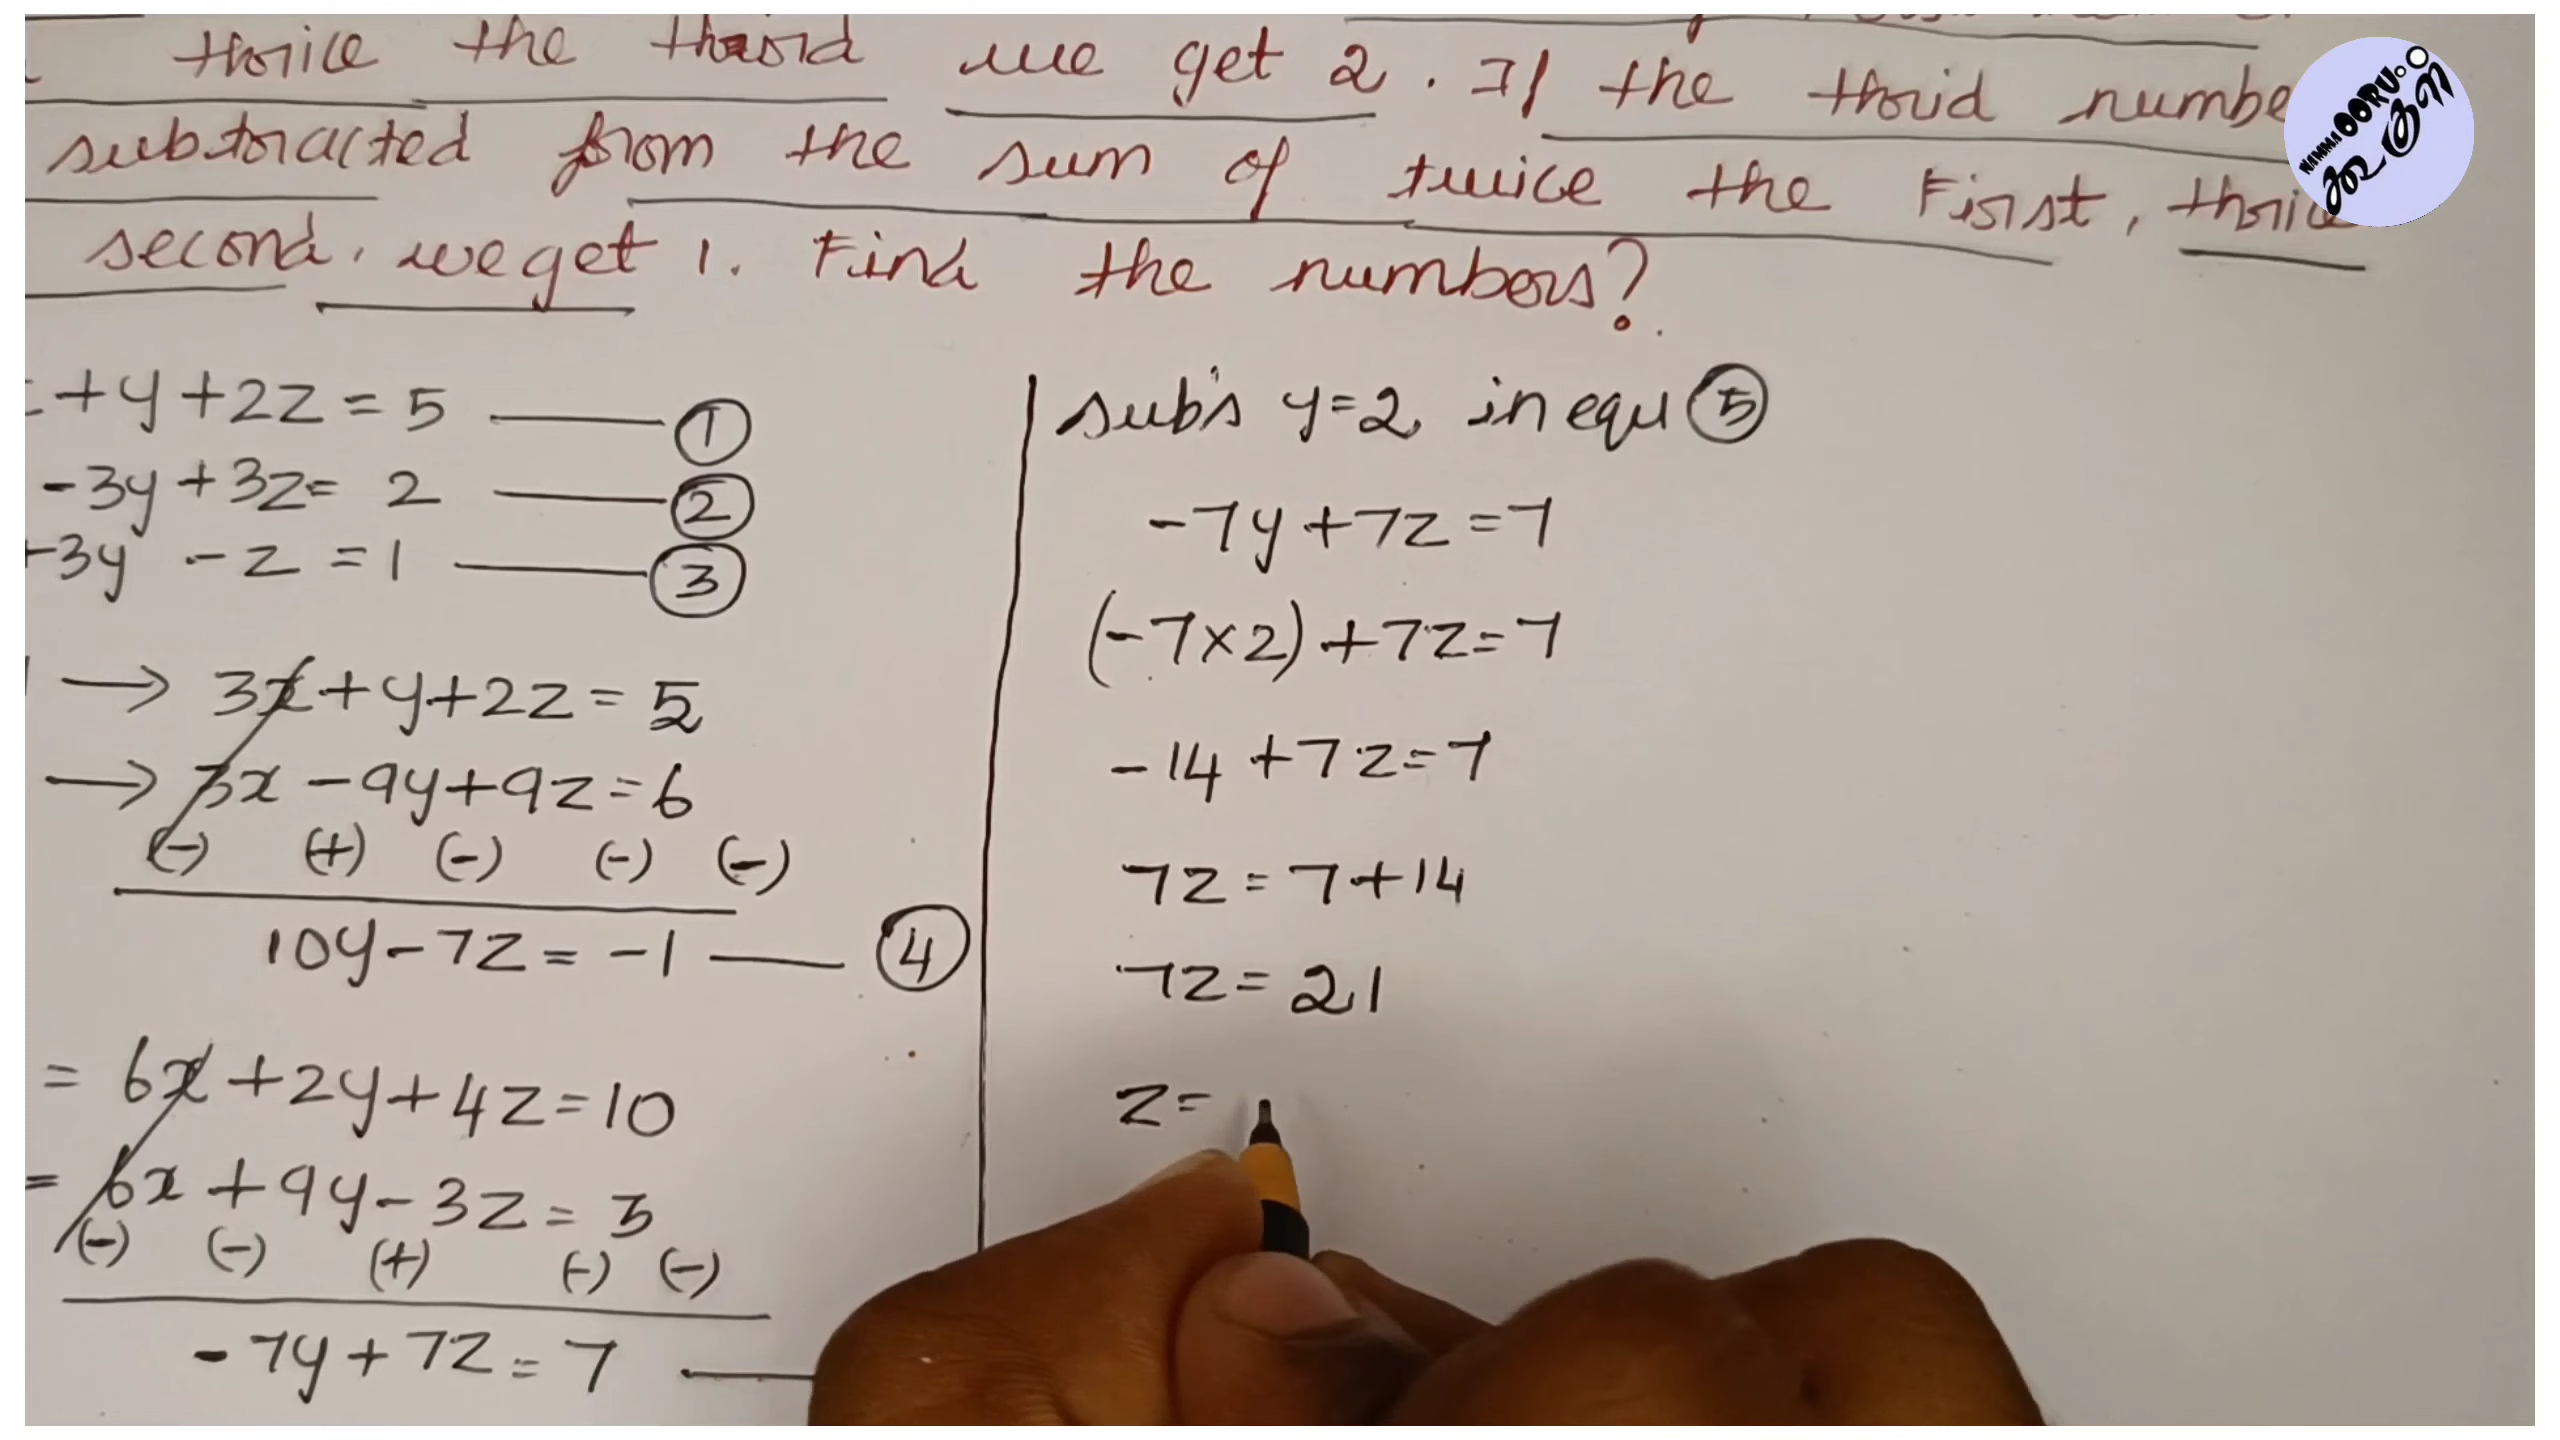 thrice the third we get 2. If the third numbe
subtracted from the sum of twice the First, thrice
second, we get 1. Find the numbers?
+y+2z=5 — ①
-3y+3z= 2 — ②
+3y -z =1 — ③
→ 3x+y+2z=5
→ 3x-9y+9z=6
(-) (+) (-) (-) (-)
10y-7z=-1 — ④
= 6x+2y+4z=10
= 6x+9y-3z=3
(-) (-) (+) (-) (-)
-7y+7z=7 —
sub's y=2 in equ ⑤
-7y+7z=7
(-7×2)+7z=7
-14+7z=7
7z=7+14
7z=21
z=
NAMMA OORU